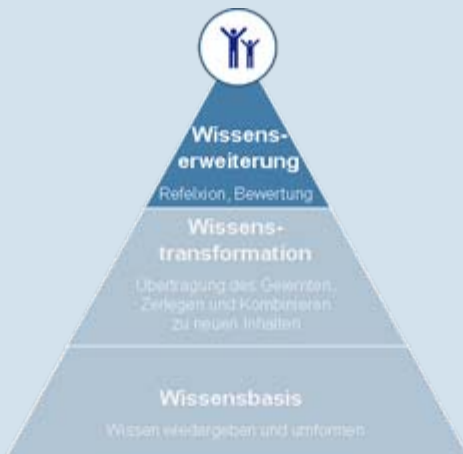 Wissens-
erweiterung
Refelxion, Bewertung
Wissens-
transformation
Übertragung des Gelernten,
Zerlegen und Kombinieren
zu neuen Inhalten
Wissensbasis
Wissen wiedergeben und umformen